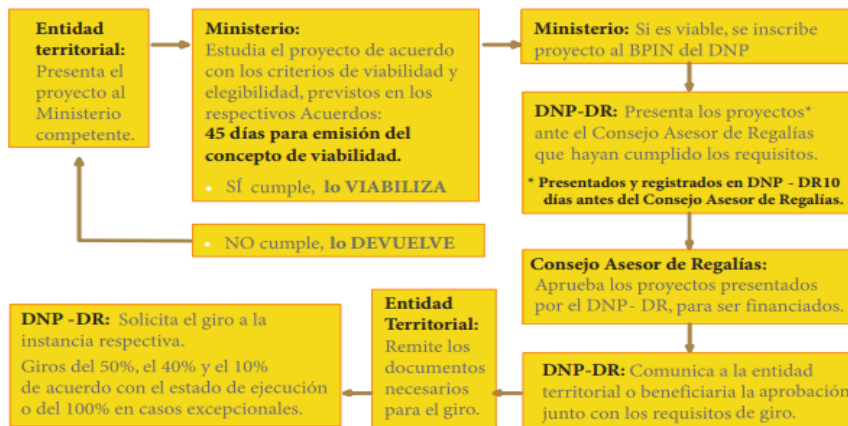 Entidad
territorial:
Presenta el
proyecto al
Ministerio
competente.
Ministerio:
Estudia el proyecto de acuerdo
con los criterios de viabilidad y
elegibilidad, previstos en los
respectivos Acuerdos:
45 días para emisión del
concepto de viabilidad.
• SÍ cumple, lo VIABILIZA
• NO cumple, lo DEVUELVE
Ministerio: Si es viable, se inscribe
proyecto al BPIN del DNP
DNP-DR: Presenta los proyectos*
ante el Consejo Asesor de Regalías
que hayan cumplido los requisitos.
* Presentados y registrados en DNP - DR10
días antes del Consejo Asesor de Regalías.
Consejo Asesor de Regalías:
Aprueba los proyectos presentados
por el DNP- DR, para ser financiados.
DNP-DR: Comunica a la entidad
territorial o beneficiaria la aprobación
junto con los requisitos de giro.
Entidad
Territorial:
Remite los
documentos
necesarios
para el giro.
DNP -DR: Solicita el giro a la
instancia respectiva.
Giros del 50%, el 40% y el 10%
de acuerdo con el estado de ejecución
o del 100% en casos excepcionales.